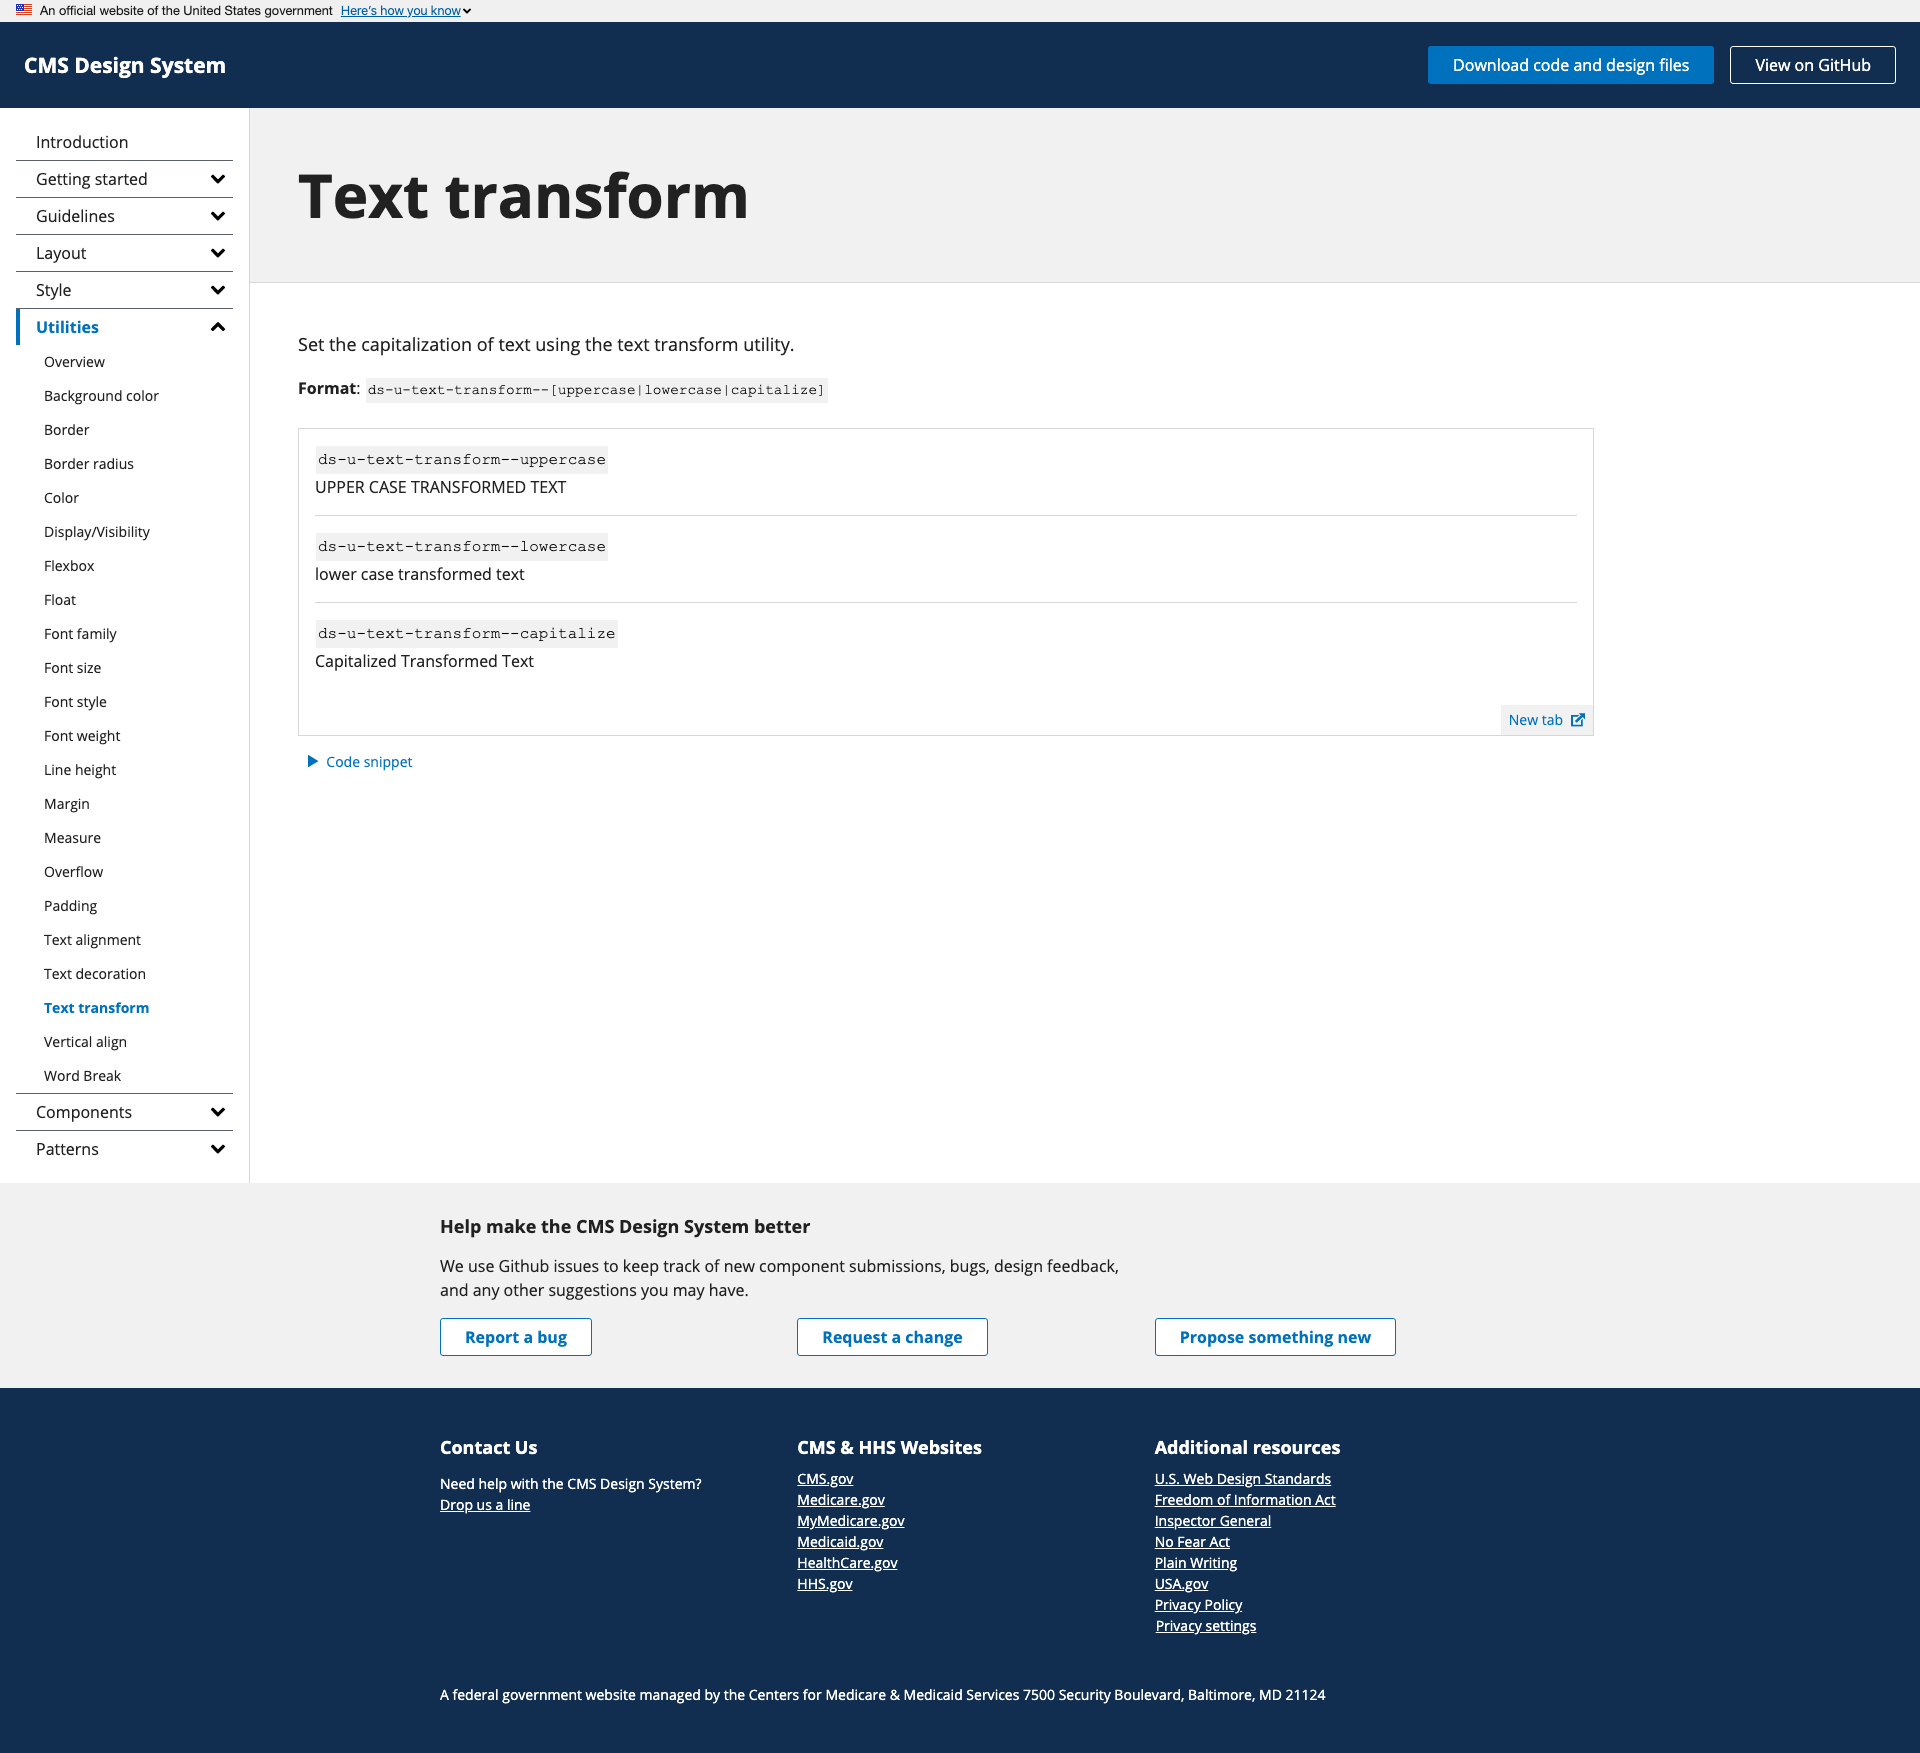 An official website of the United States government Here's how you know
CMS Design System
Download code and design files
View on GitHub
Introduction
Getting started
Guidelines
Layout
Style
Utilities
Overview
Background color
Border
Border radius
Color
Display/Visibility
Flexbox
Float
Font family
Font size
Font style
Font weight
Line height
Margin
Measure
Overflow
Padding
Text alignment
Text decoration
Text transform
Vertical align
Word Break
Components
Patterns
Text transform
Set the capitalization of text using the text transform utility.
Format: ds-u-text-transform--[uppercase|lowercase|capitalize]
ds-u-text-transform--uppercase
UPPER CASE TRANSFORMED TEXT
ds-u-text-transform--lowercase
lower case transformed text
ds-u-text-transform--capitalize
Capitalized Transformed Text
New tab
Code snippet
Help make the CMS Design System better
We use Github issues to keep track of new component submissions, bugs, design feedback,
and any other suggestions you may have.
Report a bug
Request a change
Propose something new
Contact Us
Need help with the CMS Design System?
Drop us a line
CMS & HHS Websites
CMS.gov
Medicare.gov
MyMedicare.gov
Medicaid.gov
HealthCare.gov
HHS.gov
Additional resources
U.S. Web Design Standards
Freedom of Information Act
Inspector General
No Fear Act
Plain Writing
USA.gov
Privacy Policy
Privacy settings
A federal government website managed by the Centers for Medicare & Medicaid Services 7500 Security Boulevard, Baltimore, MD 21124